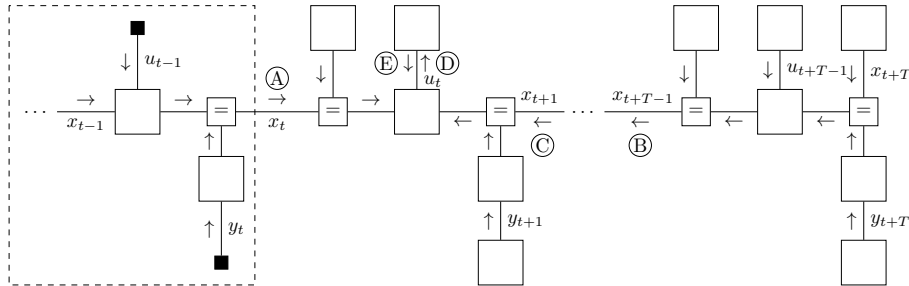 u_{t-1}
Ⓔ ↓ ↑ Ⓓ
u_t
u_{t+T-1}
x_{t+T}
Ⓐ
··· x_{t-1} = x_t = = x_{t+1} ··· x_{t+T-1} = =
Ⓒ
Ⓑ
y_t
y_{t+1}
y_{t+T}